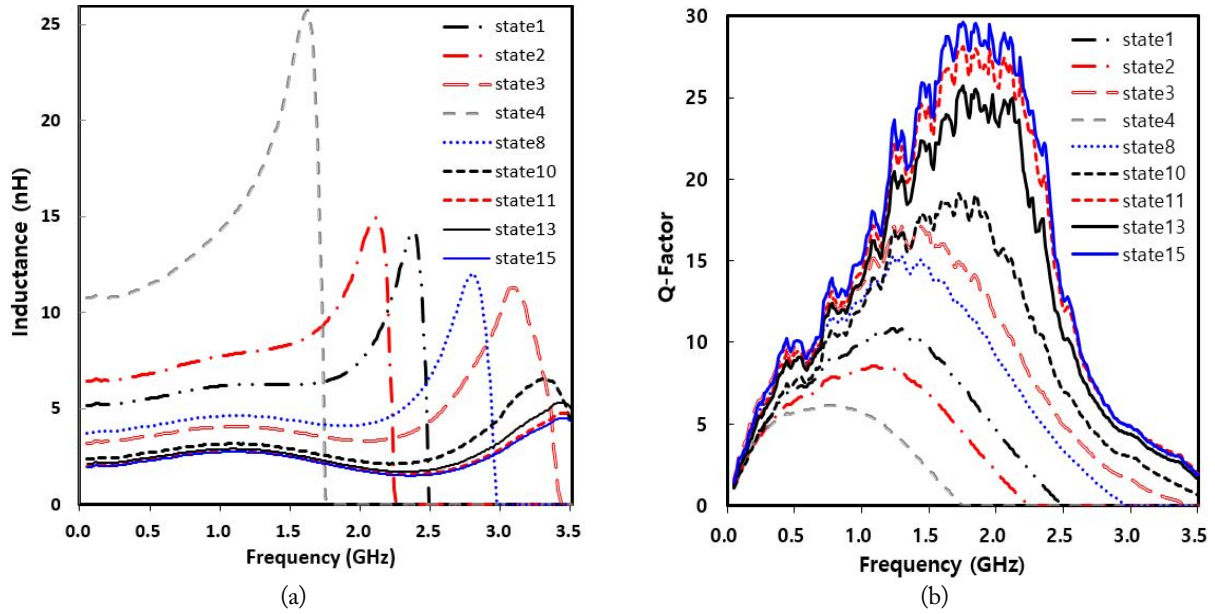 25
20
15
10
5
0
Inductance (nH)
0.0 0.5 1.0 1.5 2.0 2.5 3.0 3.5
Frequency (GHz)
state1
state2
state3
state4
state8
state10
state11
state13
state15
(a)
30
25
20
15
10
5
0
Q-Factor
0.0 0.5 1.0 1.5 2.0 2.5 3.0 3.5
Frequency (GHz)
state1
state2
state3
state4
state8
state10
state11
state13
state15
(b)